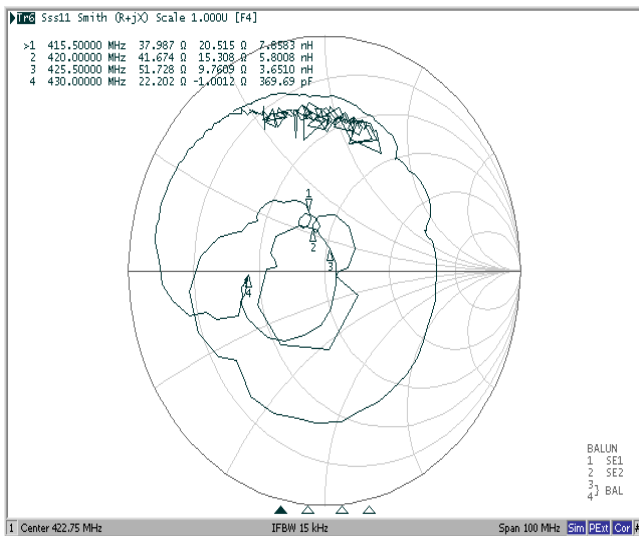 Tr6 Sss11 Smith (R+jX) Scale 1.000U [F4]
>1 415.50000 MHz 37.987 Ω 20.515 Ω 7.8583 nH
2 420.00000 MHz 41.674 Ω 15.308 Ω 5.8008 nH
3 425.50000 MHz 51.728 Ω 9.7609 Ω 3.6510 nH
4 430.00000 MHz 22.202 Ω -1.0012 Ω 369.69 pF
1
2
3
4
BALUN
1 SE1
2 SE2
3
4 } BAL
1 Center 422.75 MHz IFBW 15 kHz Span 100 MHz Sim PExt Cor #